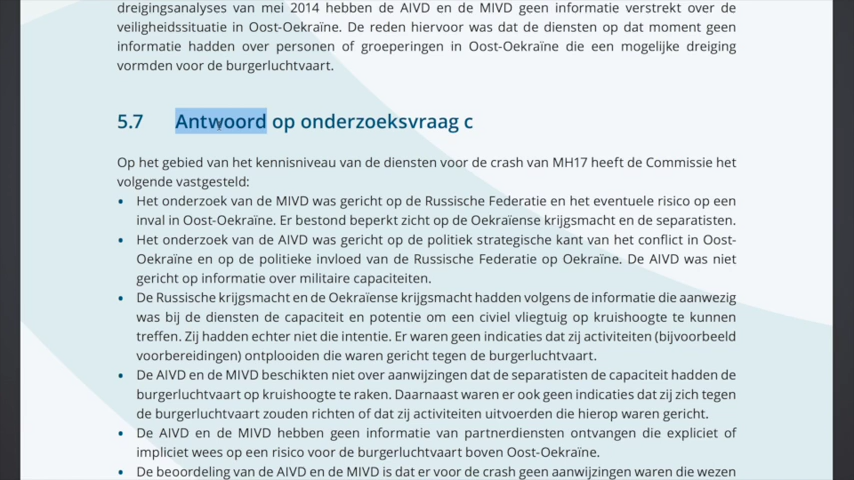 dreigingsanalyses van mei 2014 hebben de AIVD en de MIVD geen informatie verstrekt over de
veiligheidssituatie in Oost-Oekraïne. De reden hiervoor was dat de diensten op dat moment geen
informatie hadden over personen of groeperingen in Oost-Oekraïne die een mogelijke dreiging
vormden voor de burgerluchtvaart.
5.7 Antwoord op onderzoeksvraag c
Op het gebied van het kennisniveau van de diensten voor de crash van MH17 heeft de Commissie het
volgende vastgesteld:
• Het onderzoek van de MIVD was gericht op de Russische Federatie en het eventuele risico op een
inval in Oost-Oekraïne. Er bestond beperkt zicht op de Oekraïense krijgsmacht en de separatisten.
• Het onderzoek van de AIVD was gericht op de politiek strategische kant van het conflict in Oost-
Oekraïne en op de politieke invloed van de Russische Federatie op Oekraïne. De AIVD was niet
gericht op informatie over militaire capaciteiten.
• De Russische krijgsmacht en de Oekraïense krijgsmacht hadden volgens de informatie die aanwezig
was bij de diensten de capaciteit en potentie om een civiel vliegtuig op kruishoogte te kunnen
treffen. Zij hadden echter niet die intentie. Er waren geen indicaties dat zij activiteiten (bijvoorbeeld
voorbereidingen) ontplooiden die waren gericht tegen de burgerluchtvaart.
• De AIVD en de MIVD beschikten niet over aanwijzingen dat de separatisten de capaciteit hadden de
burgerluchtvaart op kruishoogte te raken. Daarnaast waren er ook geen indicaties dat zij zich tegen
de burgerluchtvaart zouden richten of dat zij activiteiten uitvoerden die hierop waren gericht.
• De AIVD en de MIVD hebben geen informatie van partnerdiensten ontvangen die expliciet of
impliciet wees op een risico voor de burgerluchtvaart boven Oost-Oekraïne.
• De beoordeling van de AIVD en de MIVD is dat er voor de crash geen aanwijzingen waren die wezen